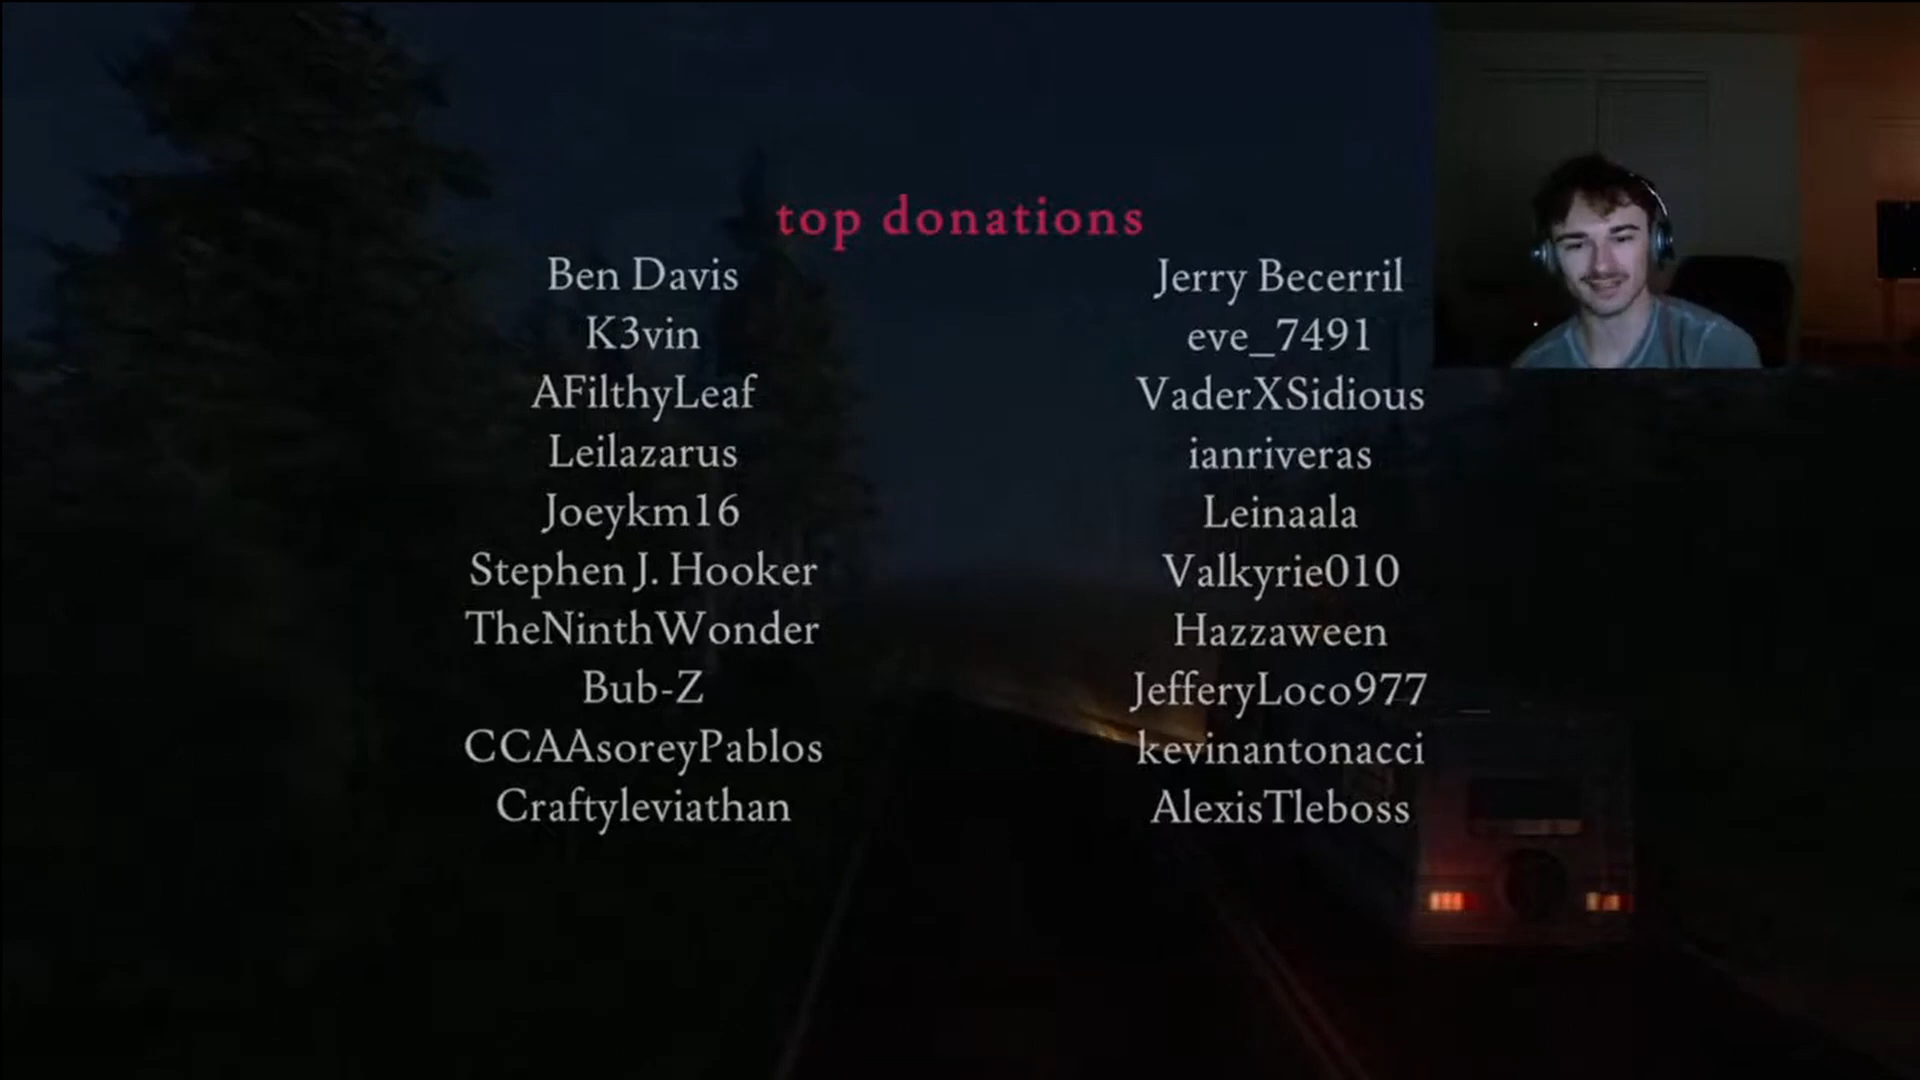 top donations
Ben Davis
K3vin
AFilthyLeaf
Leilazarus
Joeykm16
Stephen J. Hooker
TheNinthWonder
Bub-Z
CCAAsoreyPablos
Craftyleviathan
Jerry Becerril
eve_7491
VaderXSidious
ianriveras
Leinaala
Valkyrie010
Hazzaween
JefferyLoco977
kevinantonacci
AlexisTleboss